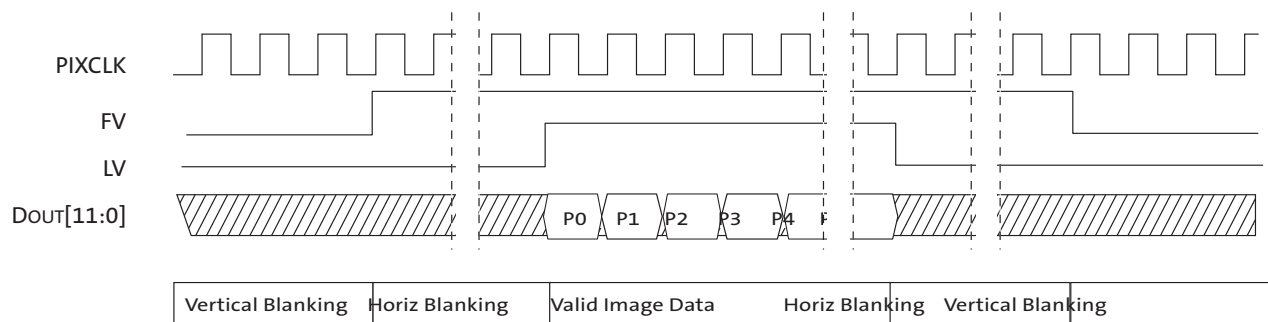 PIXCLK
FV
LV
DOUT[11:0]
P0 P1 P2 P3 P4
Vertical Blanking Horiz Blanking Valid Image Data Horiz Blanking Vertical Blanking